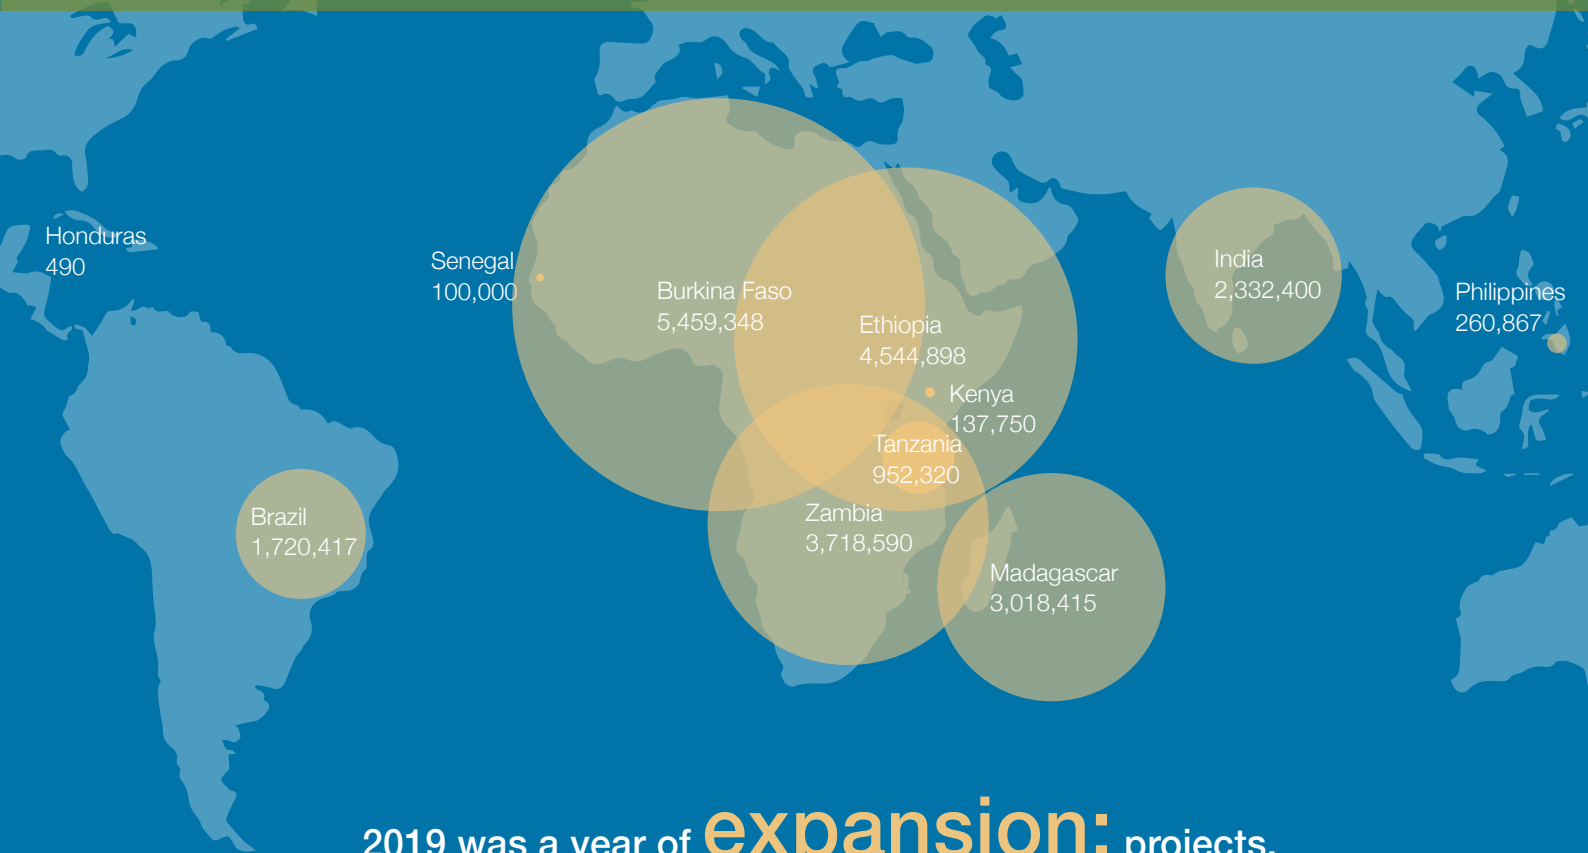 Honduras
490
Senegal
100,000
Burkina Faso
5,459,348
Ethiopia
4,544,898
Kenya
137,750
Tanzania
952,320
Zambia
3,718,590
Madagascar
3,018,415
India
2,332,400
Philippines
260,867
Brazil
1,720,417
2019 was a year of expansion: projects,